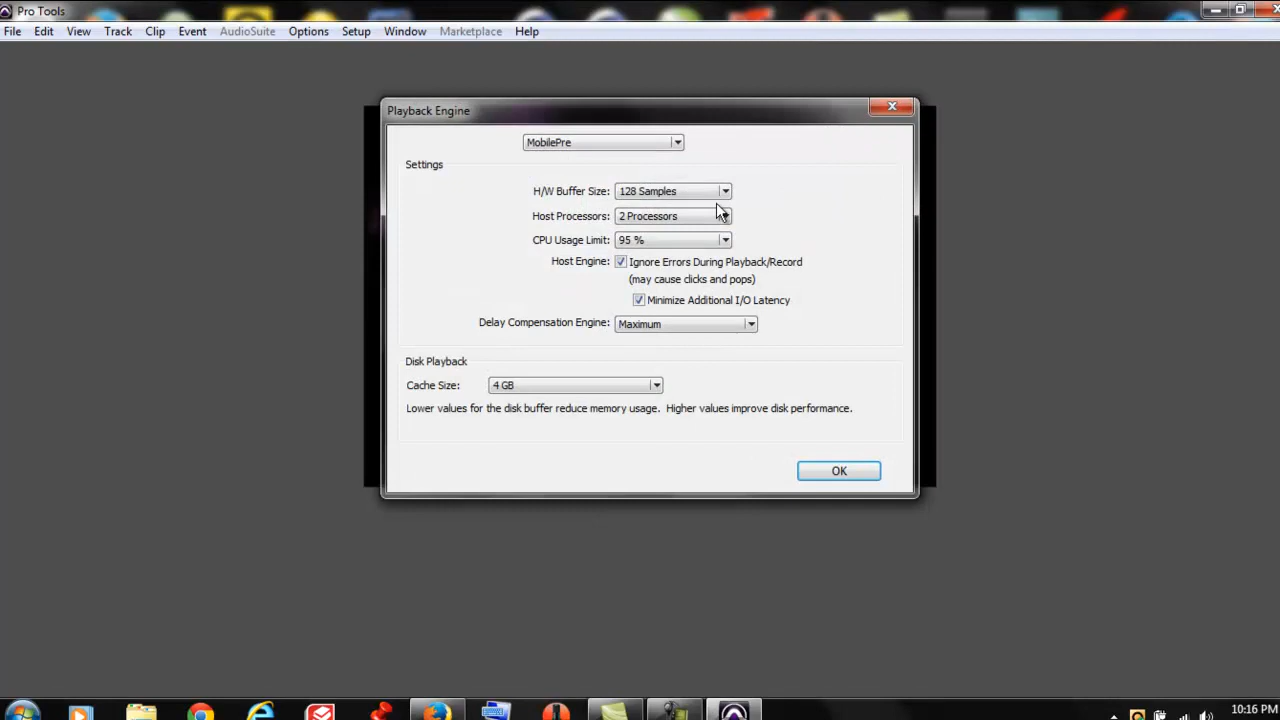 Pro Tools
File Edit View Track Clip Event AudioSuite Options Setup Window Marketplace Help
Playback Engine
MobilePre
Settings
H/W Buffer Size: 128 Samples
Host Processors: 2 Processors
CPU Usage Limit: 95 %
Host Engine: Ignore Errors During Playback/Record
(may cause clicks and pops)
Minimize Additional I/O Latency
Delay Compensation Engine: Maximum
Disk Playback
Cache Size: 4 GB
Lower values for the disk buffer reduce memory usage. Higher values improve disk performance.
OK
10:16 PM